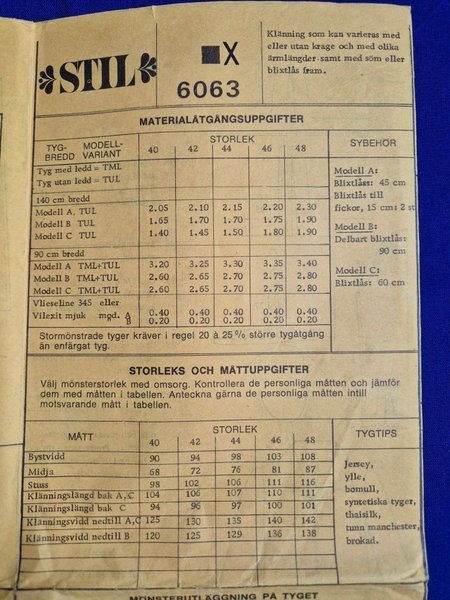 STIL
X
6063
Klänning som kan varieras med
eller utan krage och med olika
ärmlängder samt med söm eller
blixtlås fram.
MATERIALÅTGÅNGSUPPGIFTER
TYG- MODELL- STORLEK SYBEHÖR
BREDD VARIANT 40 42 44 46 48
Tyg med ledd = TML
Tyg utan ledd = TUL
140 cm bredd
Modell A, TUL 2.05 2.10 2.15 2.20 2.30
Modell B TUL 1.65 1.70 1.70 1.75 1.90
Modell C TUL 1.40 1.45 1.50 1.80 1.90
90 cm bredd
Modell A TML+TUL 3.20 3.25 3.30 3.35 3.40
Modell B TML+TUL 2.60 2.65 2.70 2.75 2.80
Modell C TML+TUL 2.60 2.65 2.70 2.75 2.80
Vlieseline 345 eller
Vilexit mjuk mgd. A 0.40 0.40 0.40 0.40 0.40
B 0.20 0.20 0.20 0.20 0.20
Modell A:
Blixtlås: 45 cm
Blixtlås till
fickor, 15 cm: 2 st
Modell B:
Delbart blixtlås:
90 cm
Modell C:
Blixtlås: 60 cm
Stormönstrade tyger kräver i regel 20 à 25% större tygåtgång
än enfärgat tyg.
STORLEKS OCH MÅTTUPPGIFTER
Välj mönsterstorlek med omsorg. Kontrollera de personliga måtten och jämför
dem med måtten i tabellen. Anteckna gärna de personliga måtten intill
motsvarande mått i tabellen.
MÅTT STORLEK TYGTIPS
40 42 44 46 48
Bystvidd 90 94 98 103 108
Midja 68 72 76 81 87
Stuss 98 102 106 111 116
Klänningslängd bak A,C 104 106 107 110 111
Klänningslängd bak C 94 96 97 100 101
Klänningsvidd nedtill A,C 125 130 135 140 142
Klänningsvidd nedtill B 120 125 129 136 138
Jersey,
ylle,
bomull,
syntetiska tyger,
thaisilk,
tunn manchester,
brokad.
MÖNSTERUTLÄGGNING PÅ TYGET